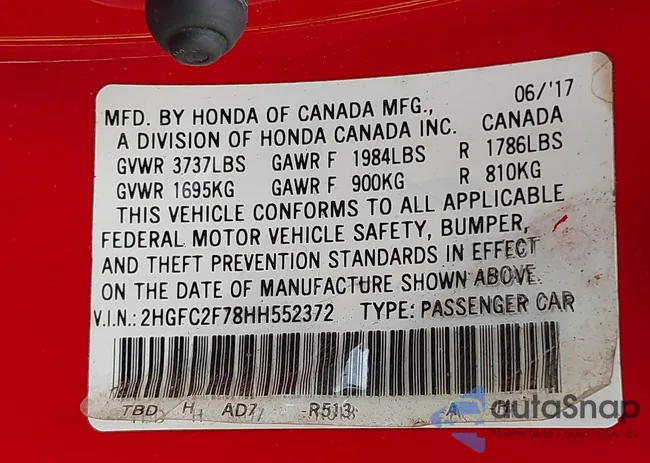 MFD. BY HONDA OF CANADA MFG., 06/'17
A DIVISION OF HONDA CANADA INC. CANADA
GVWR 3737LBS GAWR F 1984LBS R 1786LBS
GVWR 1695KG GAWR F 900KG R 810KG
THIS VEHICLE CONFORMS TO ALL APPLICABLE
FEDERAL MOTOR VEHICLE SAFETY, BUMPER,
AND THEFT PREVENTION STANDARDS IN EFFECT
ON THE DATE OF MANUFACTURE SHOWN ABOVE.
V.I.N.: 2HGFC2F78HH552372 TYPE: PASSENGER CAR
TBD H AD7 R513 A
autaSnap